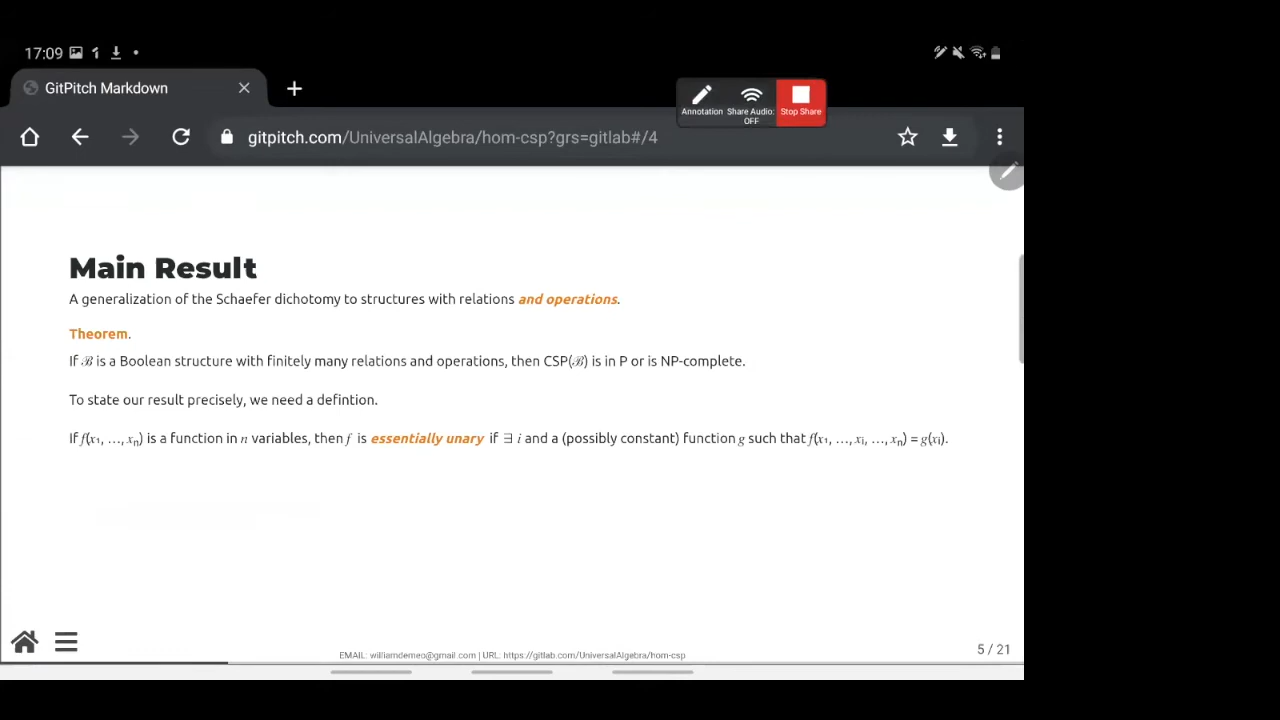 17:09
GitPitch Markdown
Annotation
Share Audio: OFF
Stop Share
gitpitch.com/UniversalAlgebra/hom-csp?grs=gitlab#/4
Main Result
A generalization of the Schaefer dichotomy to structures with relations and operations.
Theorem.
If ℬ is a Boolean structure with finitely many relations and operations, then CSP(ℬ) is in P or is NP-complete.
To state our result precisely, we need a defintion.
If f(x₁, …, xₙ) is a function in n variables, then f is essentially unary if ∃ i and a (possibly constant) function g such that f(x₁, …, xᵢ, …, xₙ) = g(xᵢ).
EMAIL: williamdemeo@gmail.com | URL: https://gitlab.com/UniversalAlgebra/hom-csp
5 / 21